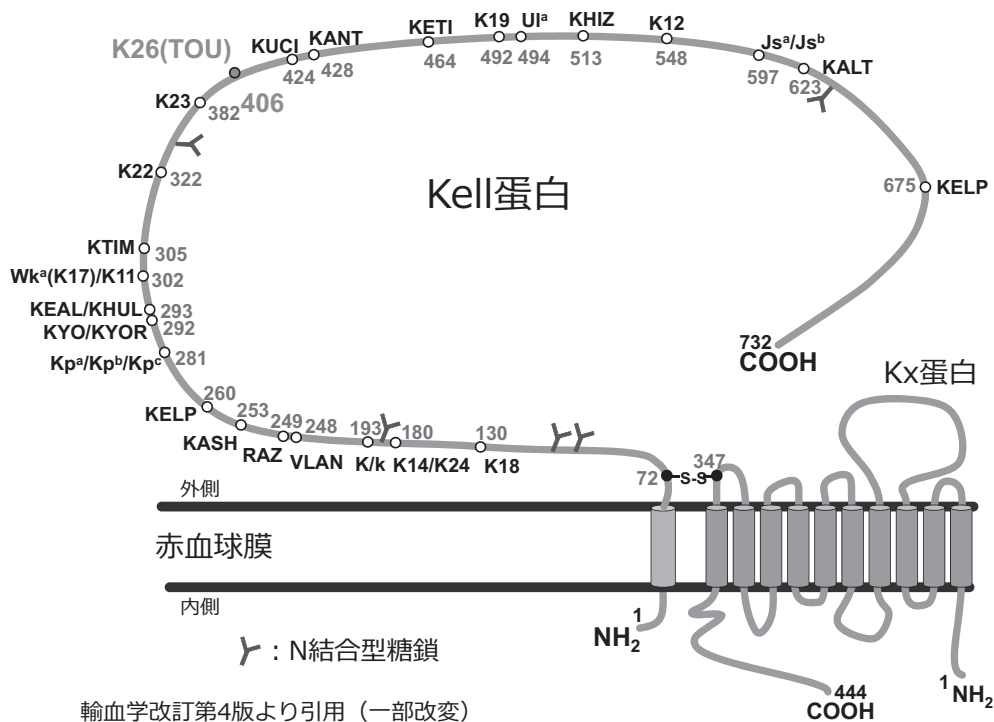 K26(TOU)
406
KUCI
424
KANT
428
KETI
464
K19
492
Ulᵃ
494
KHIZ
513
K12
548
Jsᵃ/Jsᵇ
597
KALT
623
K23
382
K22
322
Kell蛋白
675
KELP
KTIM
305
Wkᵃ(K17)/K11
302
KEAL/KHUL
293
KYO/KYOR
292
Kpᵃ/Kpᵇ/Kpᶜ
281
732
COOH
Kx蛋白
260
KELP
253
KASH
249
RAZ
248
VLAN
193
K/k
180
K14/K24
130
K18
72
S-S
347
外側
赤血球膜
内側
1
NH₂
:N結合型糖鎖
444
COOH
1
NH₂
輸血学改訂第4版より引用(一部改変)